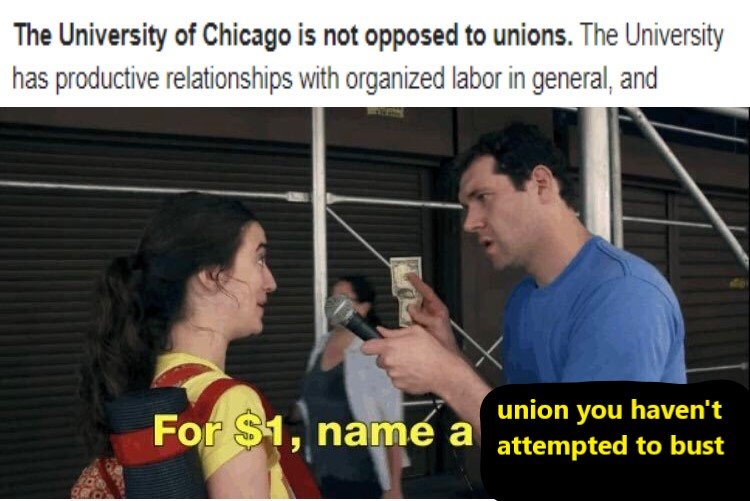 The University of Chicago is not opposed to unions. The University
has productive relationships with organized labor in general, and
For $1, name a
union you haven't
attempted to bust